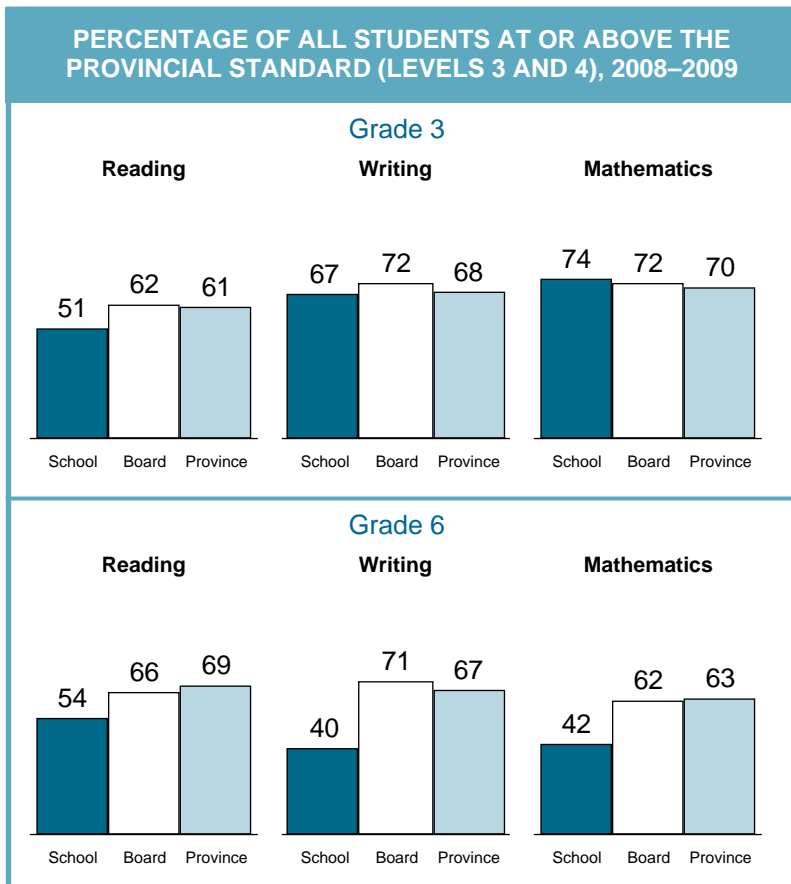 PERCENTAGE OF ALL STUDENTS AT OR ABOVE THE
PROVINCIAL STANDARD (LEVELS 3 AND 4), 2008–2009
Grade 3
Reading Writing Mathematics
51 62 61 67 72 68 74 72 70
School Board Province School Board Province School Board Province
Grade 6
Reading Writing Mathematics
54 66 69 40 71 67 42 62 63
School Board Province School Board Province School Board Province